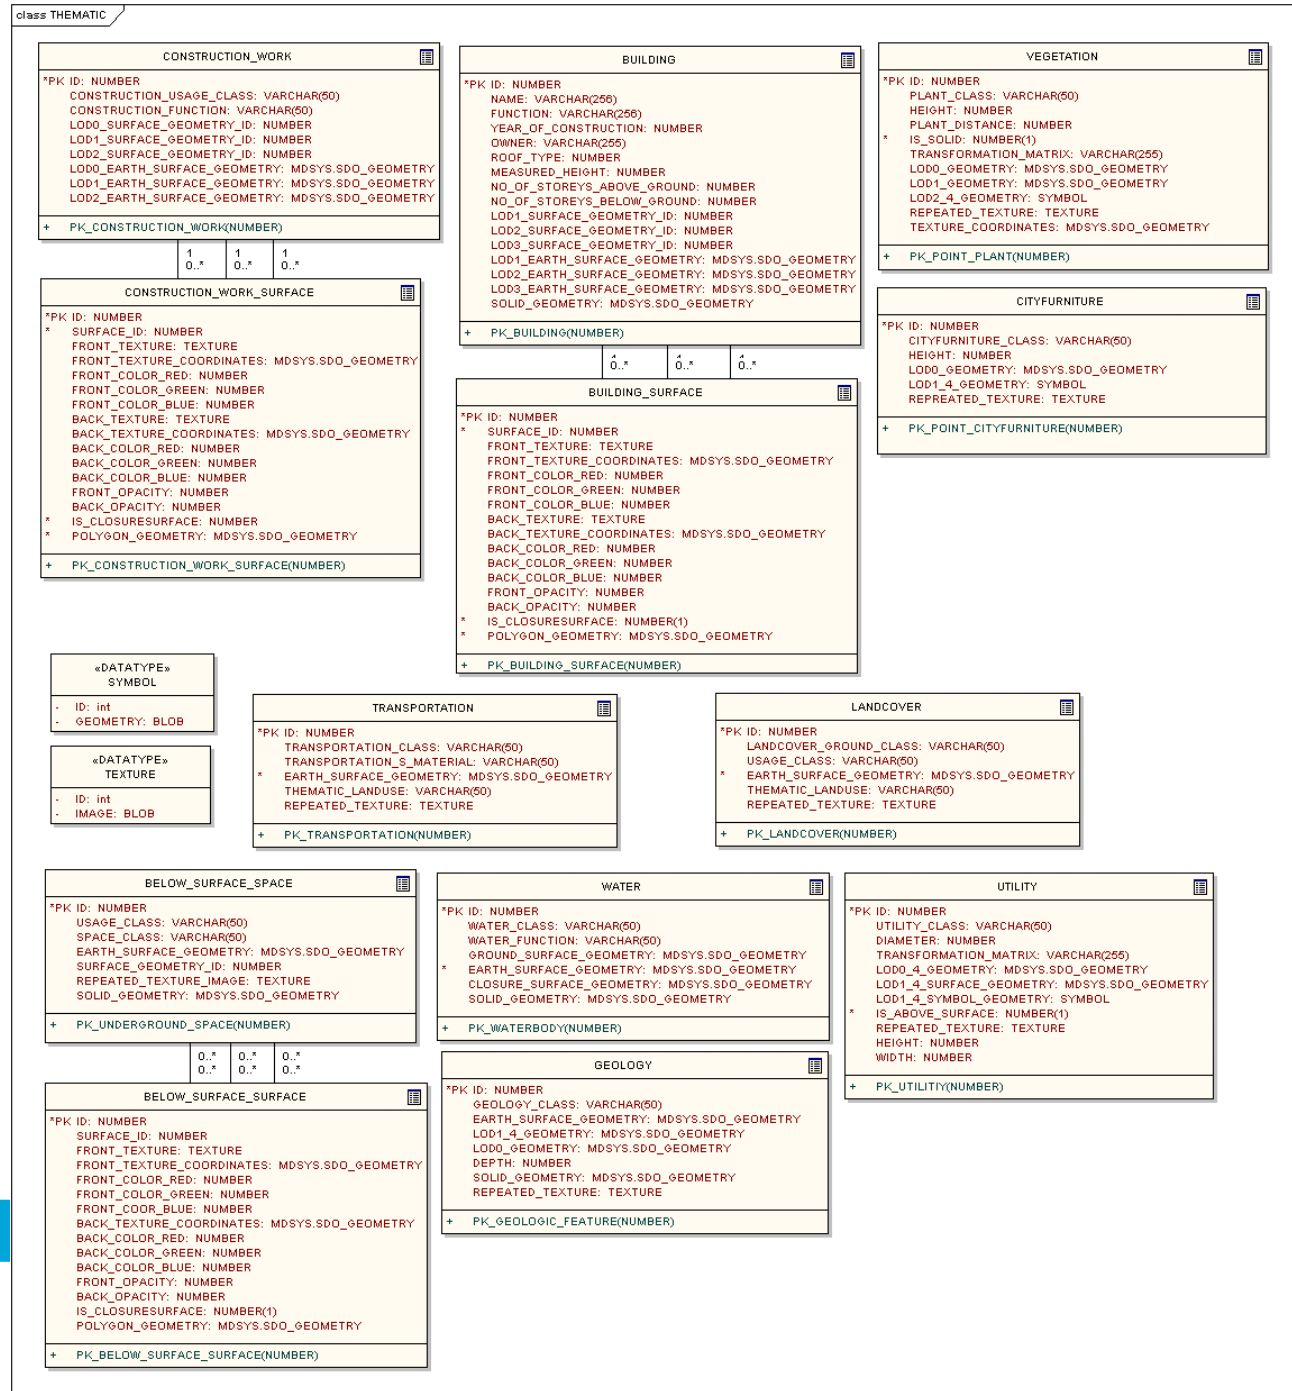 class THEMATIC
CONSTRUCTION_WORK
*PK ID: NUMBER
CONSTRUCTION_USAGE_CLASS: VARCHAR(50)
CONSTRUCTION_FUNCTION: VARCHAR(50)
LOD0_SURFACE_GEOMETRY_ID: NUMBER
LOD1_SURFACE_GEOMETRY_ID: NUMBER
LOD2_SURFACE_GEOMETRY_ID: NUMBER
LOD0_EARTH_SURFACE_GEOMETRY: MDSYS.SDO_GEOMETRY
LOD1_EARTH_SURFACE_GEOMETRY: MDSYS.SDO_GEOMETRY
LOD2_EARTH_SURFACE_GEOMETRY: MDSYS.SDO_GEOMETRY
+ PK_CONSTRUCTION_WORK(NUMBER)
1 1 1
0..* 0..* 0..*
CONSTRUCTION_WORK_SURFACE
*PK ID: NUMBER
* SURFACE_ID: NUMBER
FRONT_TEXTURE: TEXTURE
FRONT_TEXTURE_COORDINATES: MDSYS.SDO_GEOMETRY
FRONT_COLOR_RED: NUMBER
FRONT_COLOR_GREEN: NUMBER
FRONT_COLOR_BLUE: NUMBER
BACK_TEXTURE: TEXTURE
BACK_TEXTURE_COORDINATES: MDSYS.SDO_GEOMETRY
BACK_COLOR_RED: NUMBER
BACK_COLOR_GREEN: NUMBER
BACK_COLOR_BLUE: NUMBER
FRONT_OPACITY: NUMBER
BACK_OPACITY: NUMBER
* IS_CLOSURESURFACE: NUMBER
* POLYGON_GEOMETRY: MDSYS.SDO_GEOMETRY
+ PK_CONSTRUCTION_WORK_SURFACE(NUMBER)
BUILDING
*PK ID: NUMBER
NAME: VARCHAR(256)
FUNCTION: VARCHAR(256)
YEAR_OF_CONSTRUCTION: NUMBER
OWNER: VARCHAR(255)
ROOF_TYPE: NUMBER
MEASURED_HEIGHT: NUMBER
NO_OF_STOREYS_ABOVE_GROUND: NUMBER
NO_OF_STOREYS_BELOW_GROUND: NUMBER
LOD1_SURFACE_GEOMETRY_ID: NUMBER
LOD2_SURFACE_GEOMETRY_ID: NUMBER
LOD3_SURFACE_GEOMETRY_ID: NUMBER
LOD1_EARTH_SURFACE_GEOMETRY: MDSYS.SDO_GEOMETRY
LOD2_EARTH_SURFACE_GEOMETRY: MDSYS.SDO_GEOMETRY
LOD3_EARTH_SURFACE_GEOMETRY: MDSYS.SDO_GEOMETRY
SOLID_GEOMETRY: MDSYS.SDO_GEOMETRY
+ PK_BUILDING(NUMBER)
1 1 1
0..* 0..* 0..*
BUILDING_SURFACE
*PK ID: NUMBER
* SURFACE_ID: NUMBER
FRONT_TEXTURE: TEXTURE
FRONT_TEXTURE_COORDINATES: MDSYS.SDO_GEOMETRY
FRONT_COLOR_RED: NUMBER
FRONT_COLOR_GREEN: NUMBER
FRONT_COLOR_BLUE: NUMBER
BACK_TEXTURE: TEXTURE
BACK_TEXTURE_COORDINATES: MDSYS.SDO_GEOMETRY
BACK_COLOR_RED: NUMBER
BACK_COLOR_GREEN: NUMBER
BACK_COLOR_BLUE: NUMBER
FRONT_OPACITY: NUMBER
BACK_OPACITY: NUMBER
* IS_CLOSURESURFACE: NUMBER(1)
* POLYGON_GEOMETRY: MDSYS.SDO_GEOMETRY
+ PK_BUILDING_SURFACE(NUMBER)
VEGETATION
*PK ID: NUMBER
PLANT_CLASS: VARCHAR(50)
HEIGHT: NUMBER
PLANT_DISTANCE: NUMBER
* IS_SOLID: NUMBER(1)
TRANSFORMATION_MATRIX: VARCHAR(255)
LOD0_GEOMETRY: MDSYS.SDO_GEOMETRY
LOD1_GEOMETRY: MDSYS.SDO_GEOMETRY
LOD2_4_GEOMETRY: SYMBOL
REPEATED_TEXTURE: TEXTURE
TEXTURE_COORDINATES: MDSYS.SDO_GEOMETRY
+ PK_POINT_PLANT(NUMBER)
CITYFURNITURE
*PK ID: NUMBER
CITYFURNITURE_CLASS: VARCHAR(50)
HEIGHT: NUMBER
LOD0_GEOMETRY: MDSYS.SDO_GEOMETRY
LOD1_4_GEOMETRY: SYMBOL
REPREATED_TEXTURE: TEXTURE
+ PK_POINT_CITYFURNITURE(NUMBER)
«DATATYPE»
SYMBOL
- ID: int
- GEOMETRY: BLOB
«DATATYPE»
TEXTURE
- ID: int
- IMAGE: BLOB
TRANSPORTATION
*PK ID: NUMBER
TRANSPORTATION_CLASS: VARCHAR(50)
TRANSPORTATION_S_MATERIAL: VARCHAR(50)
* EARTH_SURFACE_GEOMETRY: MDSYS.SDO_GEOMETRY
THEMATIC_LANDUSE: VARCHAR(50)
REPEATED_TEXTURE: TEXTURE
+ PK_TRANSPORTATION(NUMBER)
LANDCOVER
*PK ID: NUMBER
LANDCOVER_GROUND_CLASS: VARCHAR(50)
USAGE_CLASS: VARCHAR(50)
* EARTH_SURFACE_GEOMETRY: MDSYS.SDO_GEOMETRY
THEMATIC_LANDUSE: VARCHAR(50)
REPEATED_TEXTURE: TEXTURE
+ PK_LANDCOVER(NUMBER)
BELOW_SURFACE_SPACE
*PK ID: NUMBER
USAGE_CLASS: VARCHAR(50)
SPACE_CLASS: VARCHAR(50)
EARTH_SURFACE_GEOMETRY: MDSYS.SDO_GEOMETRY
SURFACE_GEOMETRY_ID: NUMBER
REPEATED_TEXTURE_IMAGE: TEXTURE
SOLID_GEOMETRY: MDSYS.SDO_GEOMETRY
+ PK_UNDERGROUND_SPACE(NUMBER)
0..* 0..* 0..*
0..* 0..* 0..*
BELOW_SURFACE_SURFACE
*PK ID: NUMBER
SURFACE_ID: NUMBER
FRONT_TEXTURE: TEXTURE
FRONT_TEXTURE_COORDINATES: MDSYS.SDO_GEOMETRY
FRONT_COLOR_RED: NUMBER
FRONT_COLOR_GREEN: NUMBER
FRONT_COOR_BLUE: NUMBER
BACK_TEXTURE_COORDINATES: MDSYS.SDO_GEOMETRY
BACK_COLOR_RED: NUMBER
BACK_COLOR_GREEN: NUMBER
BACK_COLOR_BLUE: NUMBER
FRONT_OPACITY: NUMBER
BACK_OPACITY: NUMBER
IS_CLOSURESURFACE: NUMBER(1)
POLYGON_GEOMETRY: MDSYS.SDO_GEOMETRY
+ PK_BELOW_SURFACE_SURFACE(NUMBER)
WATER
*PK ID: NUMBER
WATER_CLASS: VARCHAR(50)
WATER_FUNCTION: VARCHAR(50)
GROUND_SURFACE_GEOMETRY: MDSYS.SDO_GEOMETRY
* EARTH_SURFACE_GEOMETRY: MDSYS.SDO_GEOMETRY
CLOSURE_SURFACE_GEOMETRY: MDSYS.SDO_GEOMETRY
SOLID_GEOMETRY: MDSYS.SDO_GEOMETRY
+ PK_WATERBODY(NUMBER)
GEOLOGY
*PK ID: NUMBER
GEOLOGY_CLASS: VARCHAR(50)
EARTH_SURFACE_GEOMETRY: MDSYS.SDO_GEOMETRY
LOD1_4_GEOMETRY: MDSYS.SDO_GEOMETRY
LOD0_GEOMETRY: MDSYS.SDO_GEOMETRY
DEPTH: NUMBER
SOLID_GEOMETRY: MDSYS.SDO_GEOMETRY
REPEATED_TEXTURE: TEXTURE
+ PK_GEOLOGIC_FEATURE(NUMBER)
UTILITY
*PK ID: NUMBER
UTILITY_CLASS: VARCHAR(50)
DIAMETER: NUMBER
TRANSFORMATION_MATRIX: VARCHAR(255)
LOD0_4_GEOMETRY: MDSYS.SDO_GEOMETRY
LOD1_4_SURFACE_GEOMETRY: MDSYS.SDO_GEOMETRY
LOD1_4_SYMBOL_GEOMETRY: SYMBOL
* IS_ABOVE_SURFACE: NUMBER(1)
REPEATED_TEXTURE: TEXTURE
HEIGHT: NUMBER
WIDTH: NUMBER
+ PK_UTILITIY(NUMBER)